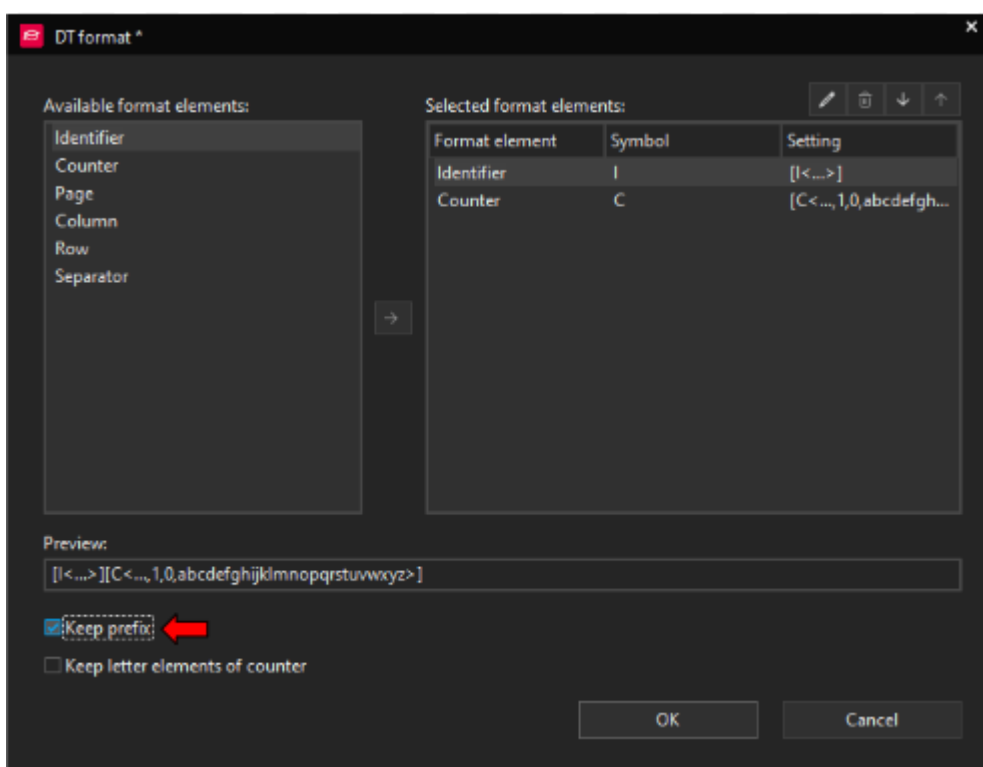 DT format *
Available format elements:
Identifier
Counter
Page
Column
Row
Separator
Selected format elements:
Format element Symbol Setting
Identifier I [I<...>]
Counter C [C<...,1,0,abcdefgh...
Preview:
[I<...>][C<...,1,0,abcdefghijklmnopqrstuvwxyz>]
Keep prefix
Keep letter elements of counter
OK Cancel